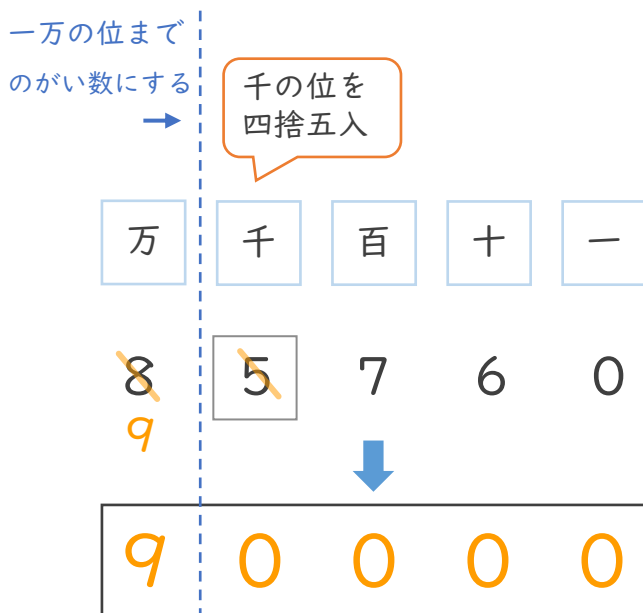 一万の位まで
のがい数にする
千の位を
四捨五入
万 千 百 十 一
8 5 7 6 0
9
9 0 0 0 0